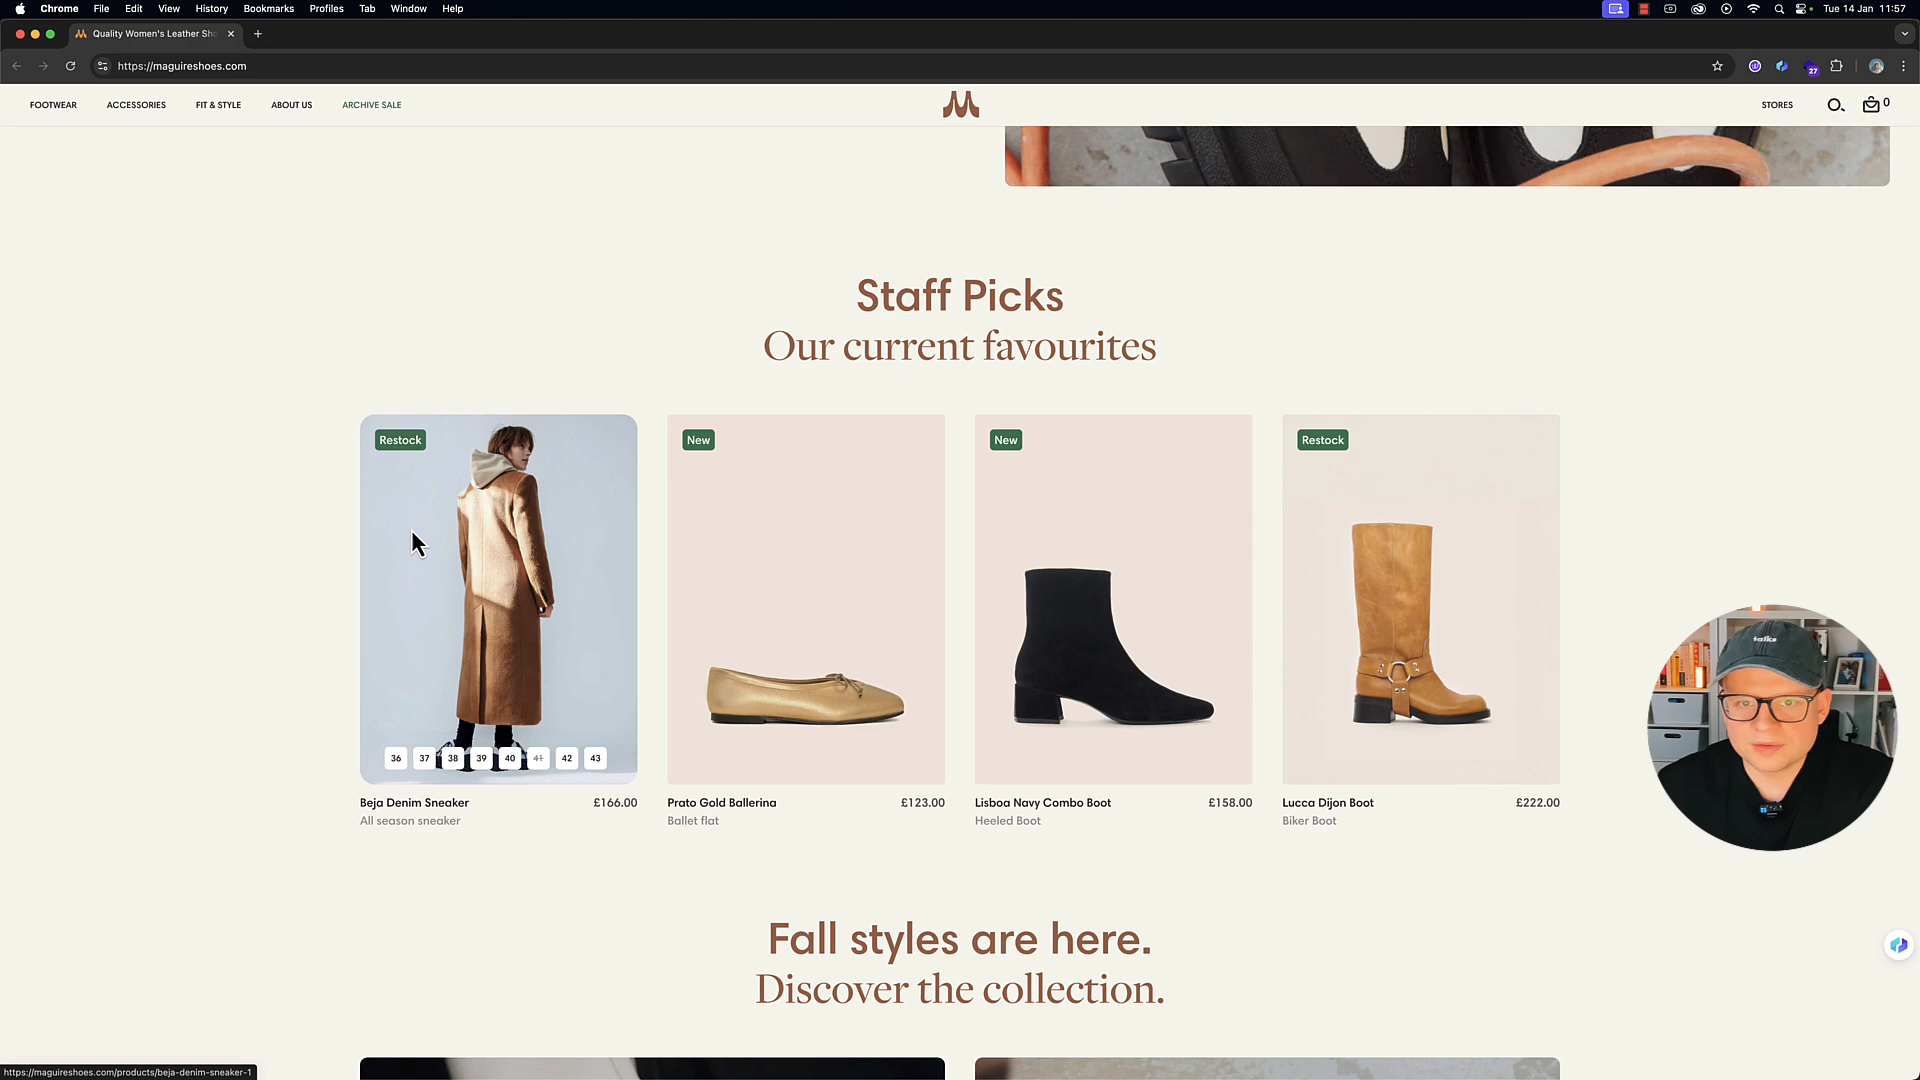 Chrome File Edit View History Bookmarks Profiles Tab Window Help Tue 14 Jan 11:57
Quality Women's Leather Sho
https://maguireshoes.com
27
FOOTWEAR ACCESSORIES FIT & STYLE ABOUT US ARCHIVE SALE STORES 0
Staff Picks
Our current favourites
Restock New New Restock
36 37 38 39 40 41 42 43
Beja Denim Sneaker £166.00 Prato Gold Ballerina £123.00 Lisboa Navy Combo Boot £158.00 Lucca Dijon Boot £222.00
All season sneaker Ballet flat Heeled Boot Biker Boot
talks
Fall styles are here.
Discover the collection.
https://maguireshoes.com/products/beja-denim-sneaker-1